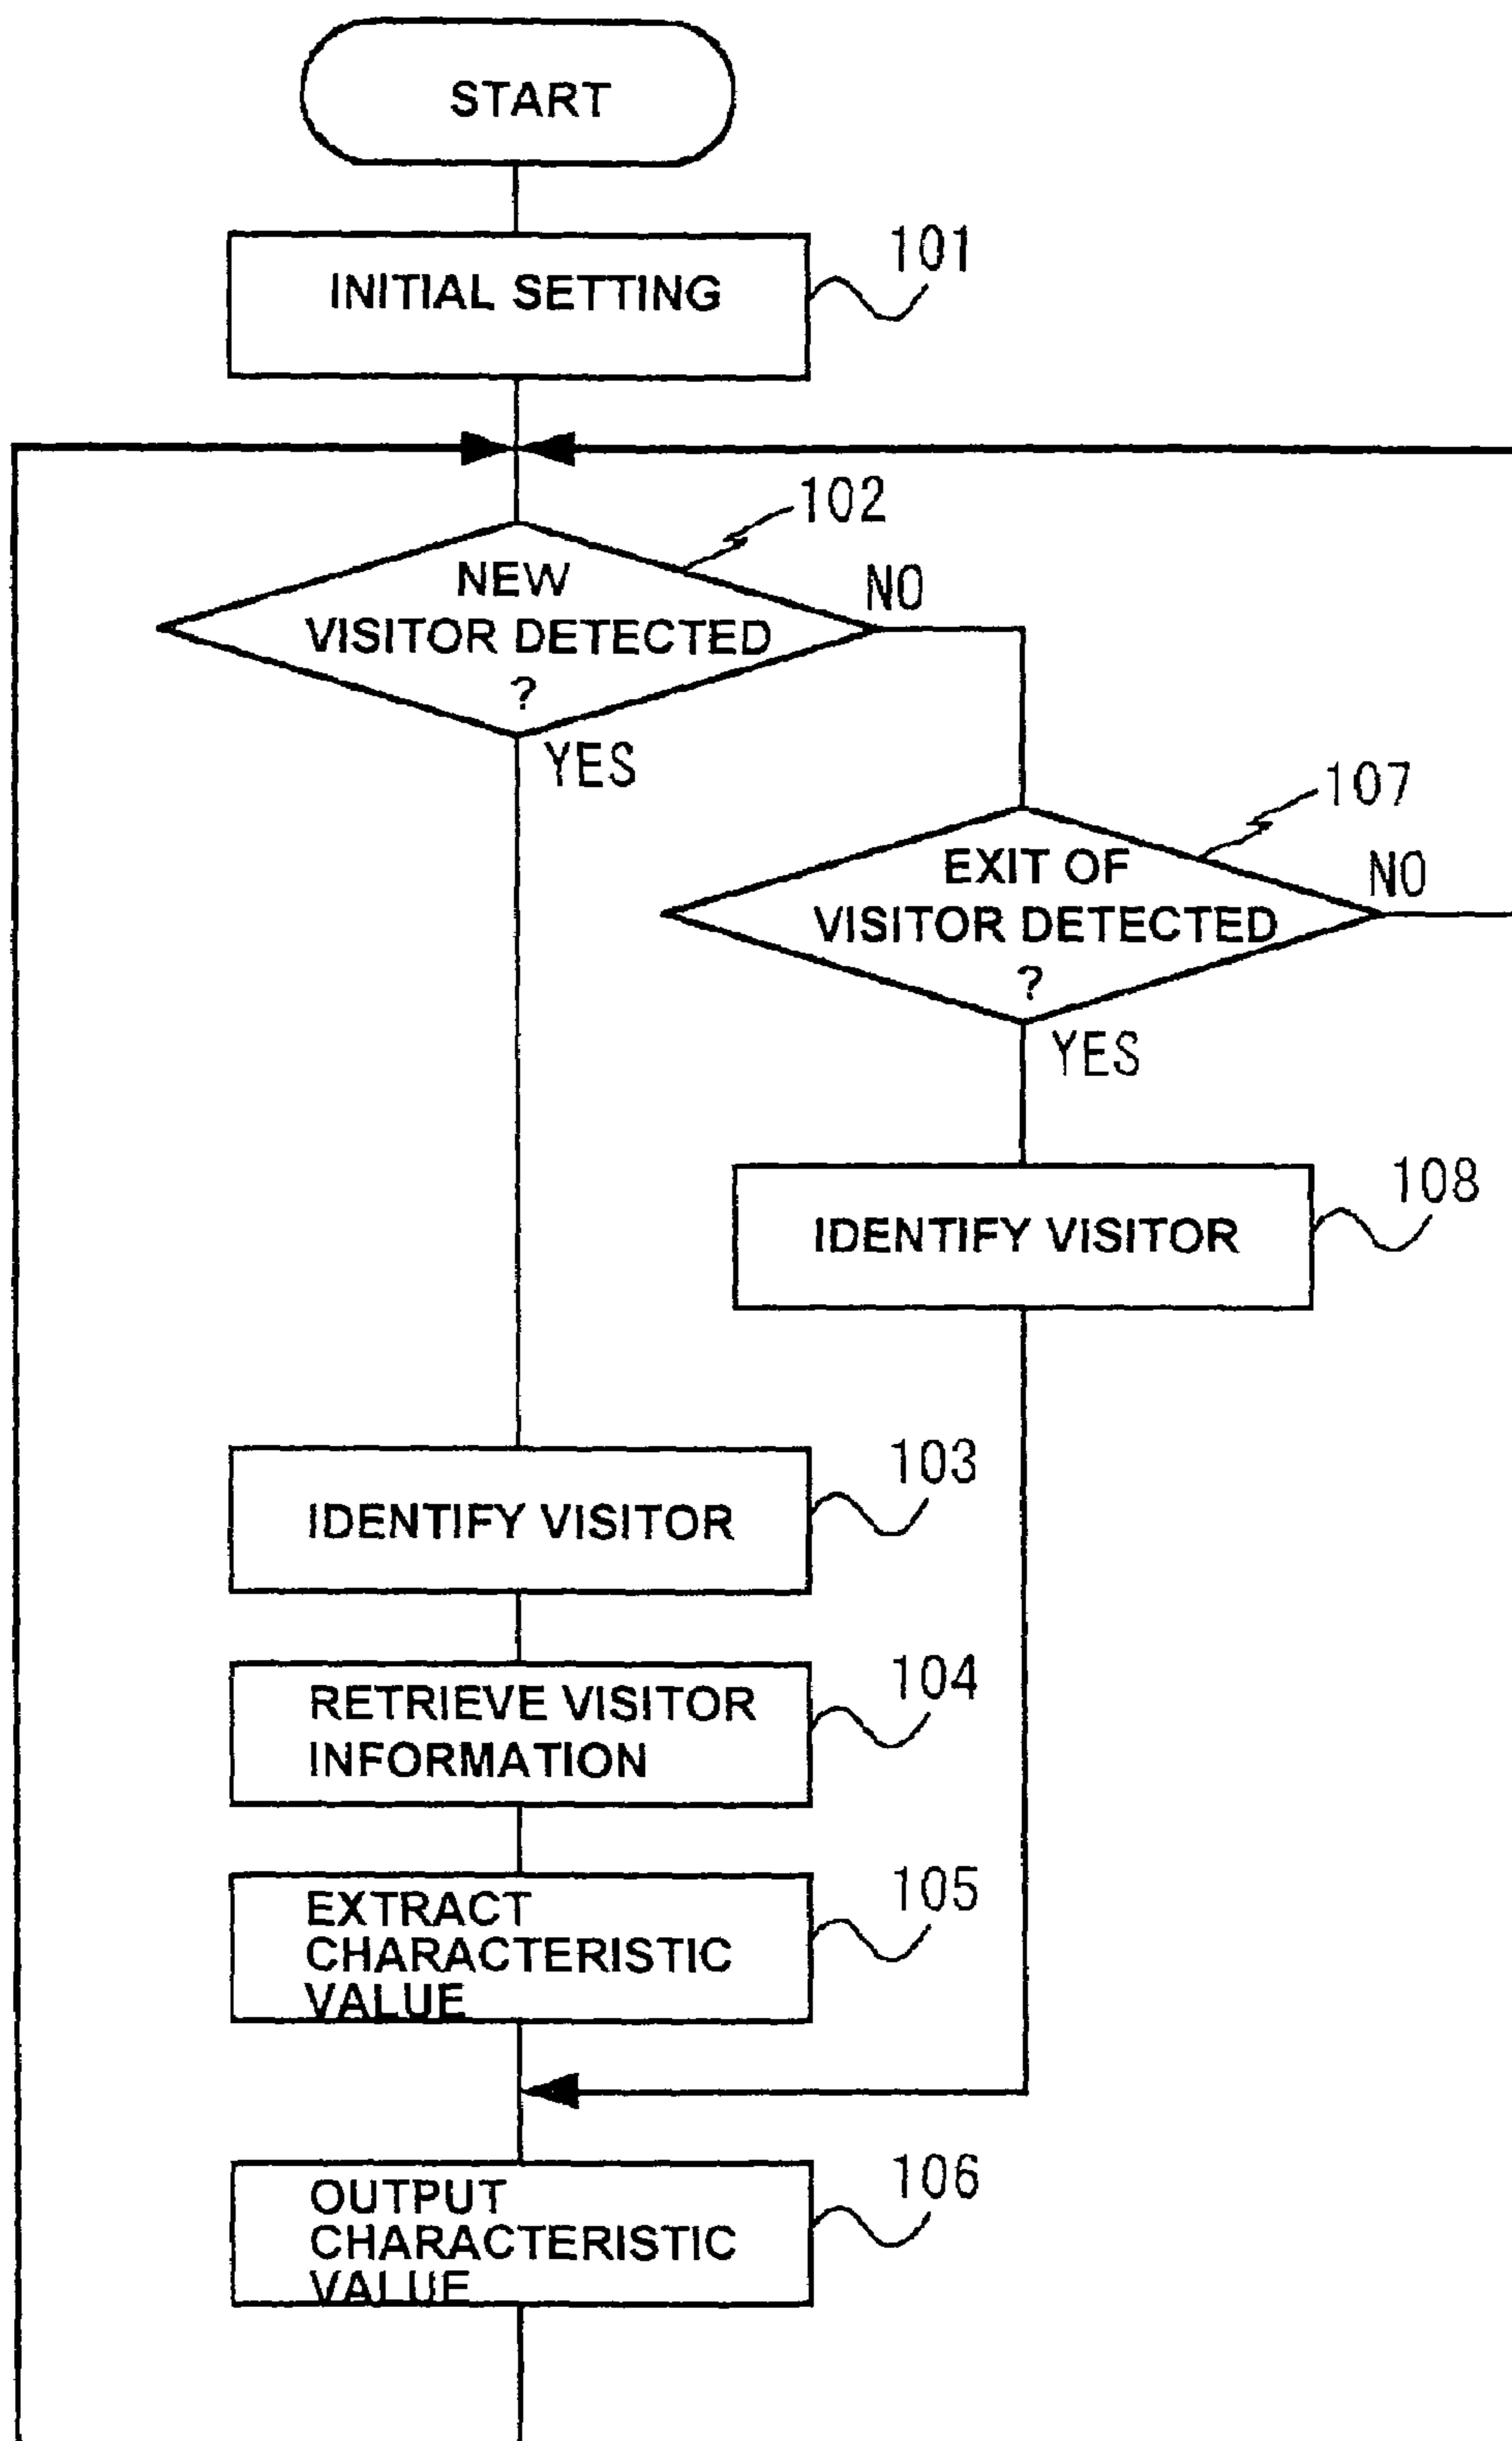 START
INITIAL SETTING
101
102
NEW
VISITOR DETECTED
?
NO
YES
107
EXIT OF
VISITOR DETECTED
?
NO
YES
108
IDENTIFY VISITOR
103
IDENTIFY VISITOR
104
RETRIEVE VISITOR
INFORMATION
105
EXTRACT
CHARACTERISTIC
VALUE
106
OUTPUT
CHARACTERISTIC
VALUE